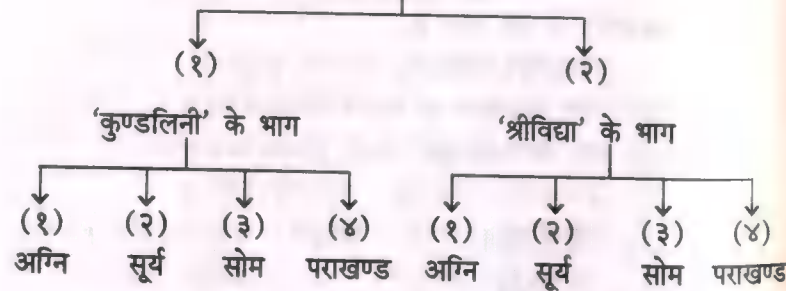 (१) (२)
‘कुण्डलिनी’ के भाग ‘श्रीविद्या’ के भाग
(१) (२) (३) (४) (१) (२) (३) (४)
अग्नि सूर्य सोम पराखण्ड अग्नि सूर्य सोम पराखण्ड